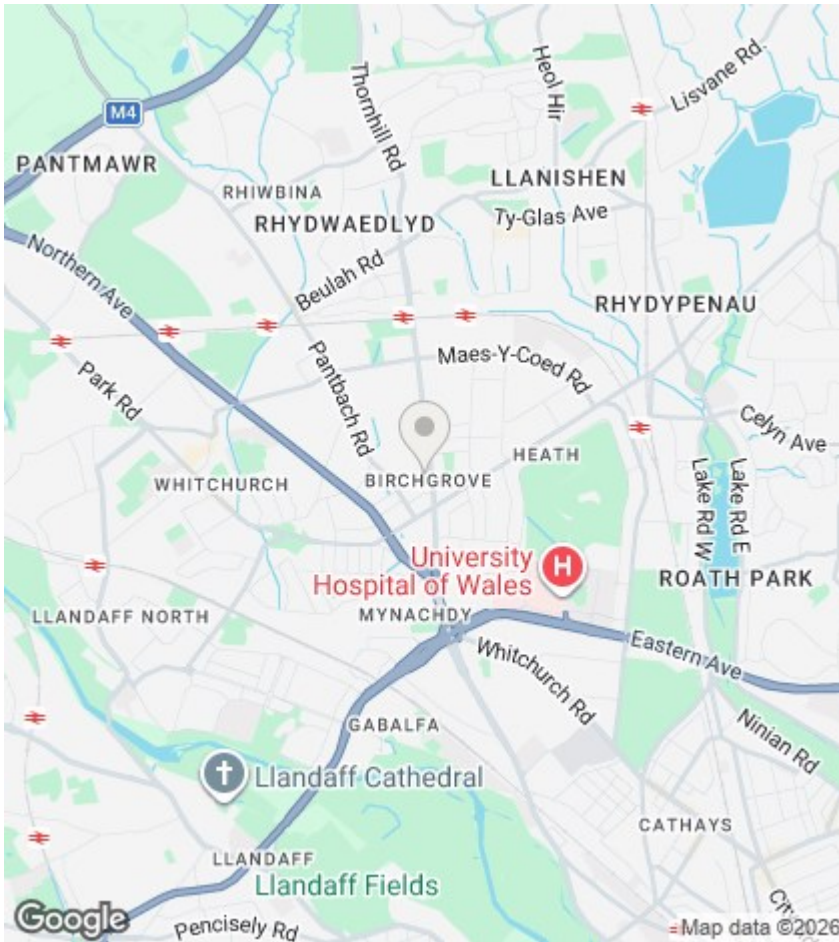 Heol Hir
Thornhill Rd
Lisvane Rd.
M4
PANTMAWR
LLANISHEN
RHIWBINA
Ty-Glas Ave
RHYDWAEDLYD
Northern Ave
Beulah Rd
RHYDYPENAU
Maes-Y-Coed Rd
Pantbach Rd
Park Rd
Celyn Ave
HEATH
WHITCHURCH
BIRCHGROVE
Lake Rd W
Lake Rd E
University
Hospital of Wales
H
ROATH PARK
MYNACHDY
LLANDAFF NORTH
Eastern Ave
Whitchurch Rd
GABALFA
Ninian Rd
Llandaff Cathedral
CATHAYS
LLANDAFF
Llandaff Fields
Google
Pencisely Rd
Map data ©2026